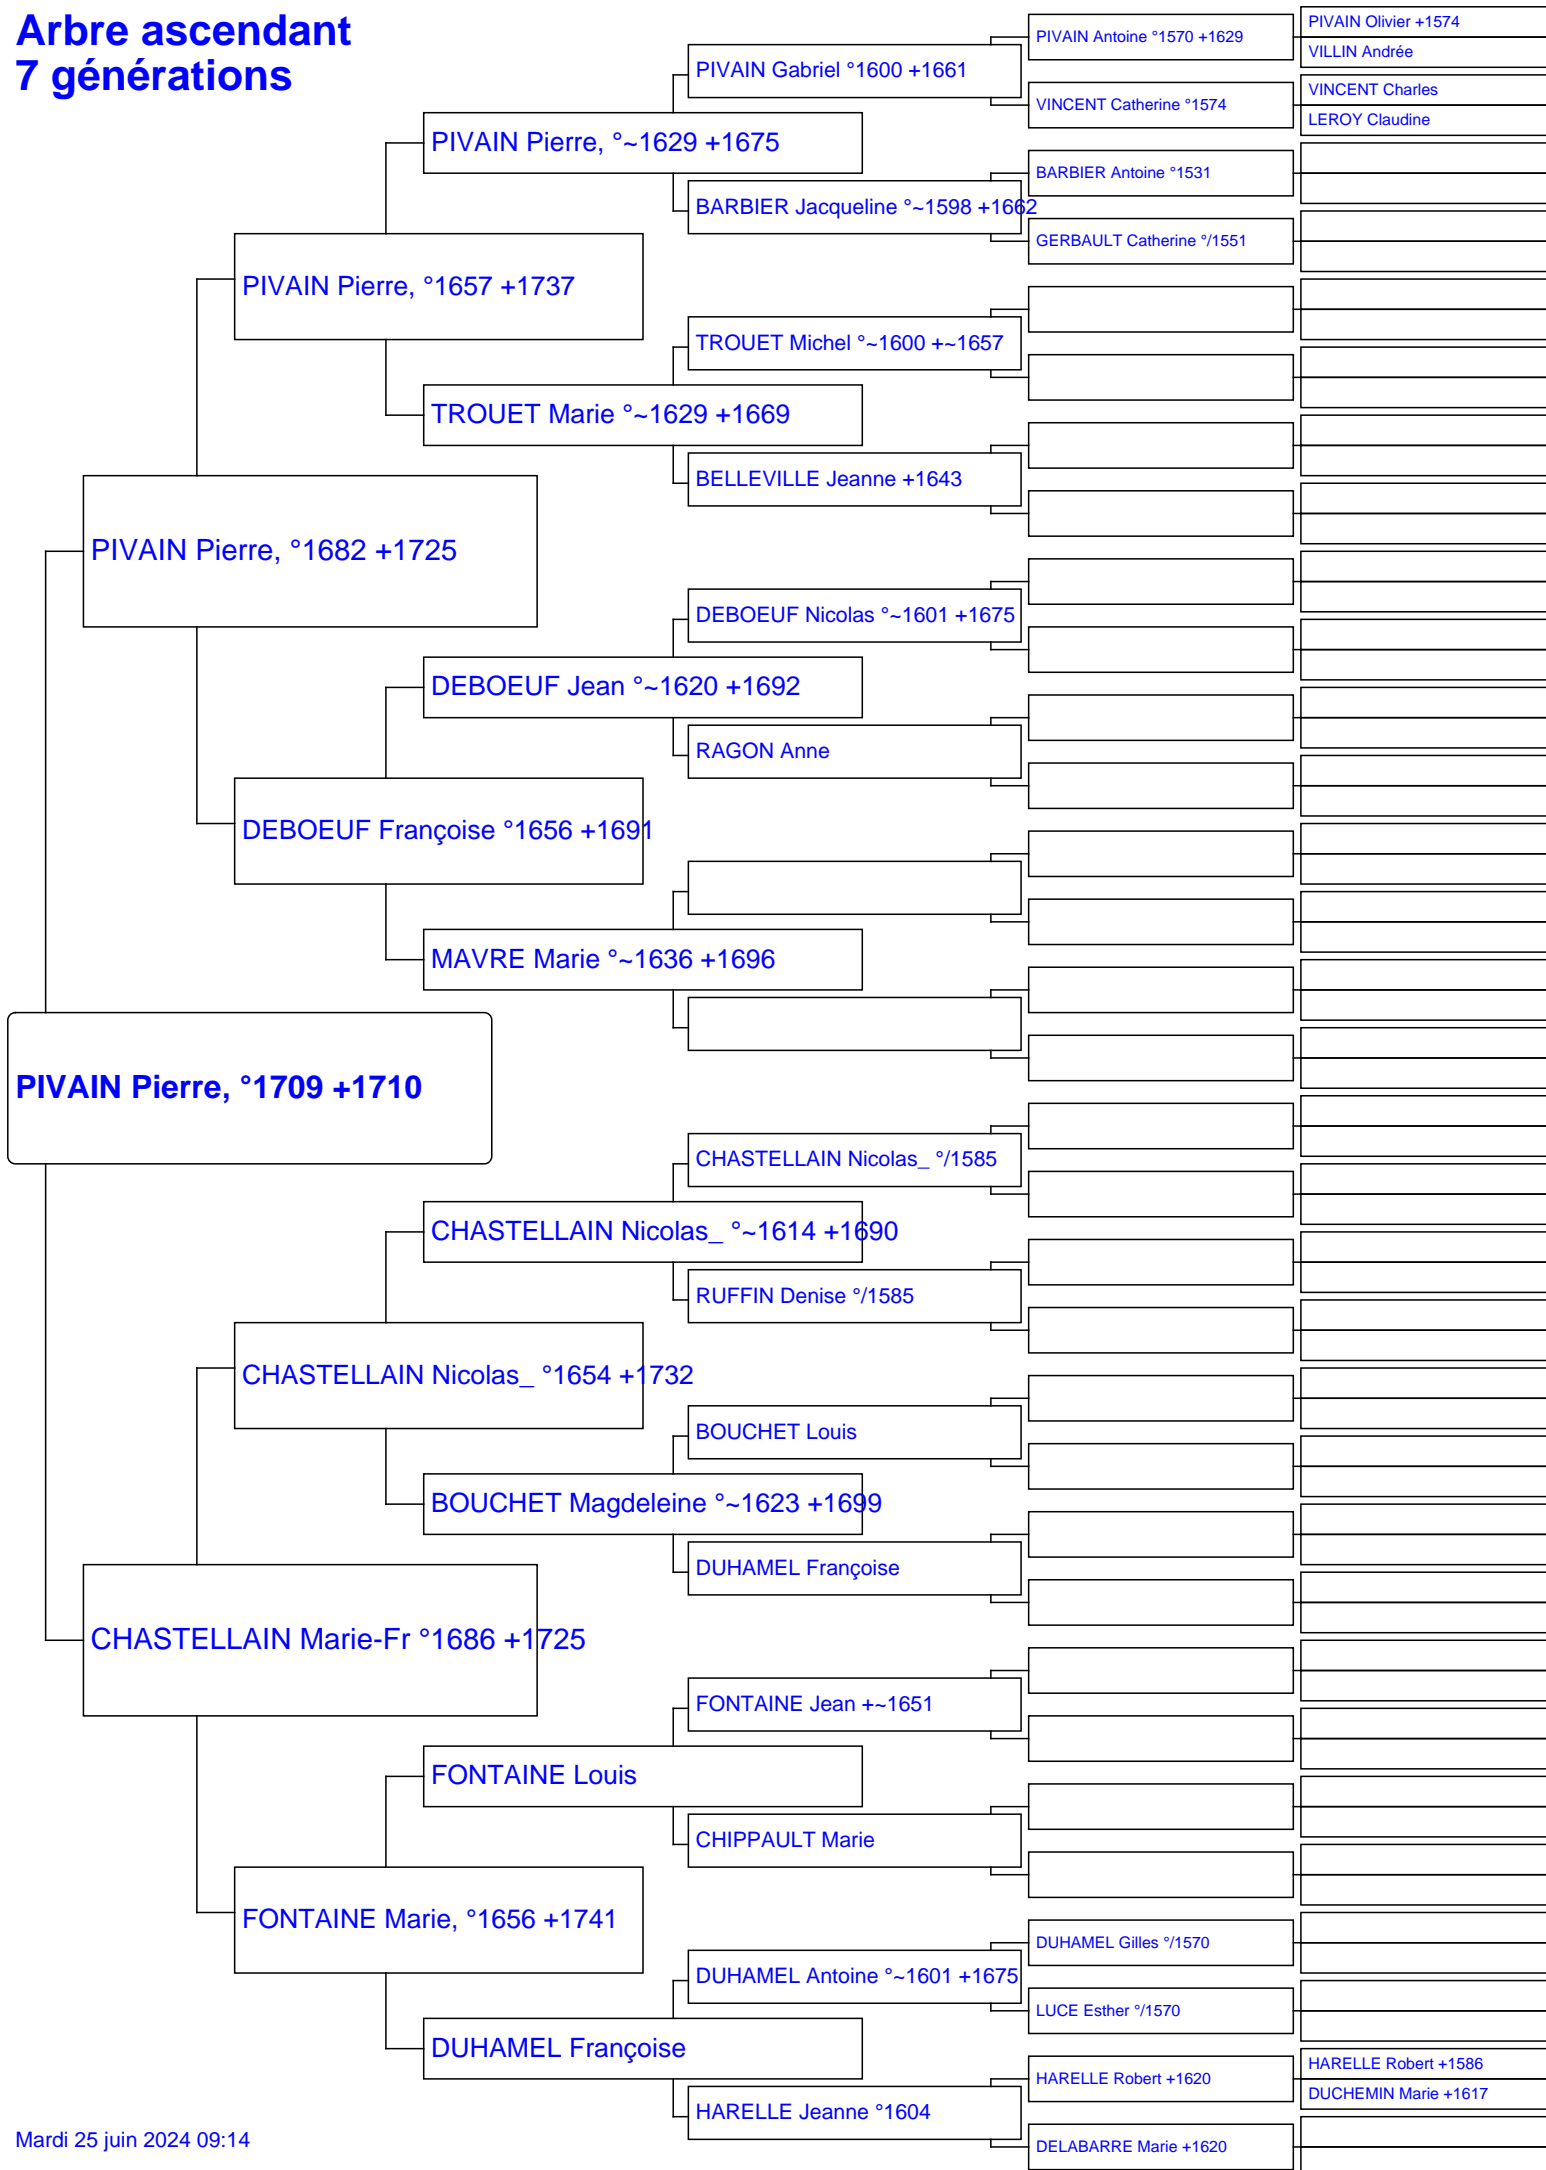 Arbre ascendant
7 générations
PIVAIN Olivier +1574
PIVAIN Antoine °1570 +1629
VILLIN Andrée
PIVAIN Gabriel °1600 +1661
VINCENT Charles
VINCENT Catherine °1574
LEROY Claudine
PIVAIN Pierre, °~1629 +1675
BARBIER Antoine °1531
BARBIER Jacqueline °~1598 +1662
GERBAULT Catherine °/1551
PIVAIN Pierre, °1657 +1737
TROUET Michel °~1600 +~1657
TROUET Marie °~1629 +1669
BELLEVILLE Jeanne +1643
PIVAIN Pierre, °1682 +1725
DEBOEUF Nicolas °~1601 +1675
DEBOEUF Jean °~1620 +1692
RAGON Anne
DEBOEUF Françoise °1656 +1691
MAVRE Marie °~1636 +1696
PIVAIN Pierre, °1709 +1710
CHASTELLAIN Nicolas_ °/1585
CHASTELLAIN Nicolas_ °~1614 +1690
RUFFIN Denise °/1585
CHASTELLAIN Nicolas_ °1654 +1732
BOUCHET Louis
BOUCHET Magdeleine °~1623 +1699
DUHAMEL Françoise
CHASTELLAIN Marie-Fr °1686 +1725
FONTAINE Jean +~1651
FONTAINE Louis
CHIPPAULT Marie
FONTAINE Marie, °1656 +1741
DUHAMEL Gilles °/1570
DUHAMEL Antoine °~1601 +1675
LUCE Esther °/1570
DUHAMEL Françoise
HARELLE Robert +1586
HARELLE Robert +1620
DUCHEMIN Marie +1617
HARELLE Jeanne °1604
DELABARRE Marie +1620
Mardi 25 juin 2024 09:14